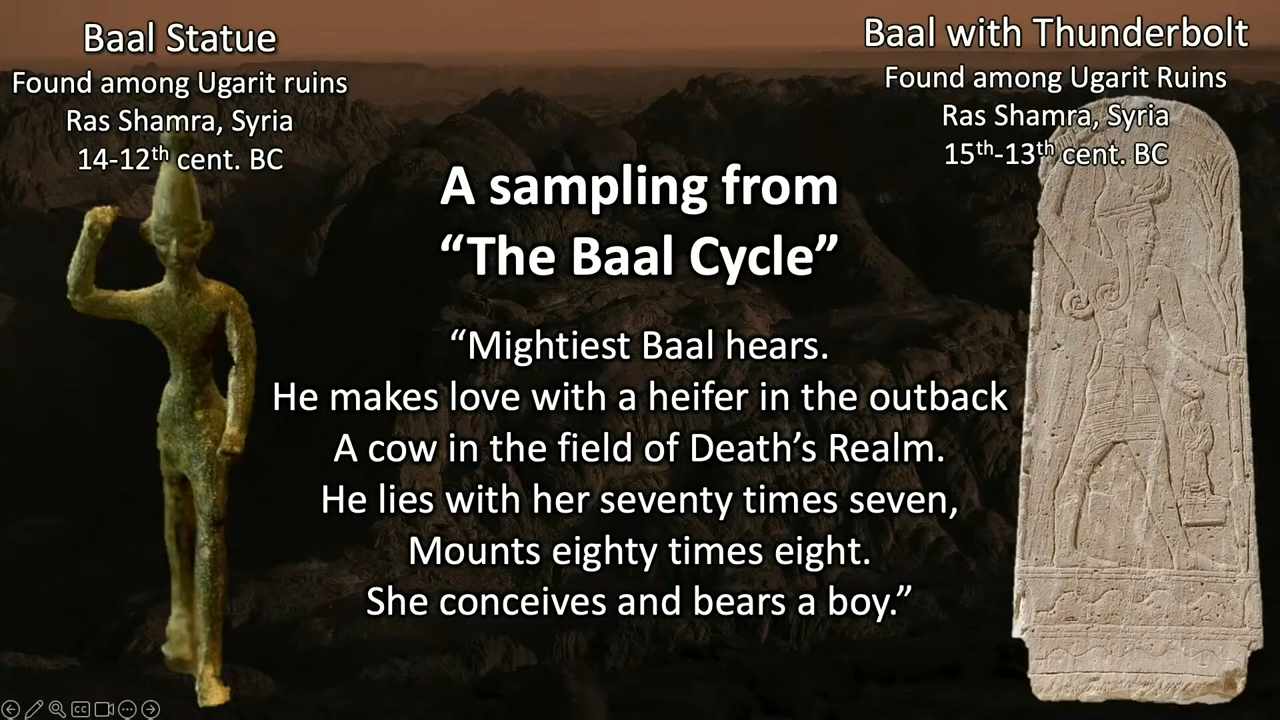 Baal Statue
Found among Ugarit ruins
Ras Shamra, Syria
14-12th cent. BC
Baal with Thunderbolt
Found among Ugarit Ruins
Ras Shamra, Syria
15th-13th cent. BC
A sampling from
“The Baal Cycle”
“Mightiest Baal hears.
He makes love with a heifer in the outback
A cow in the field of Death’s Realm.
He lies with her seventy times seven,
Mounts eighty times eight.
She conceives and bears a boy.”